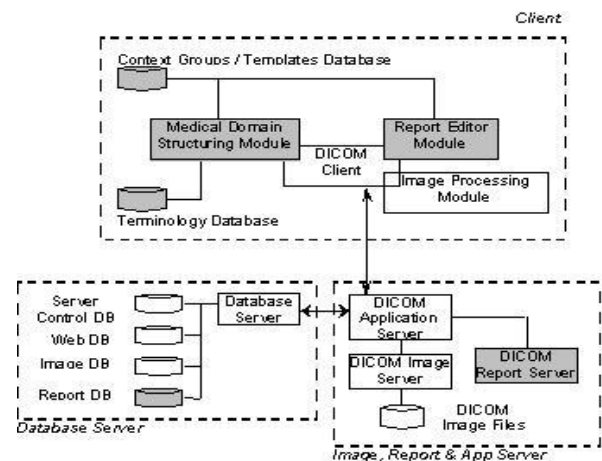 Client
Context Groups / Templates Database
Medical Domain
Structuring Module
Report Editor
Module
DICOM
Client
Image Processing
Module
Terminology Database
Server
Control DB
Web DB
Image DB
Report DB
Database
Server
Database Server
DICOM
Application
Server
DICOM Image
Server
DICOM
Report Server
DICOM
Image Files
Image, Report & App Server